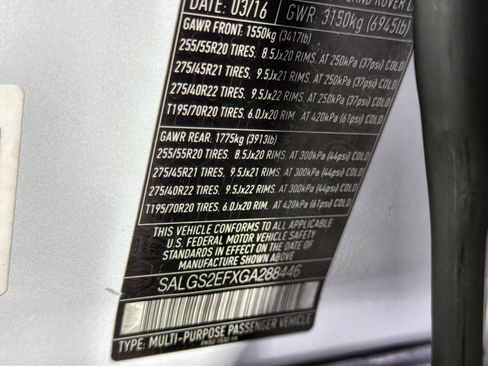 DATE: 03/16
GWR: 3150kg (6945lb)
GAWR FRONT: 1550kg (3417lb)
255/55R20 TIRES. 8.5Jx20 RIMS. AT 250kPa (37psi) COLD
275/45R21 TIRES. 9.5Jx21 RIMS. AT 250kPa (37psi) COLD
275/40R22 TIRES. 9.5Jx22 RIMS. AT 250kPa (37psi) COLD
T195/70R20 TIRES. 6.0Jx20 RIM. AT 420kPa (61psi) COLD
GAWR REAR: 1775kg (3913lb)
255/55R20 TIRES. 8.5Jx20 RIMS. AT 300kPa (44psi) COLD
275/45R21 TIRES. 9.5Jx21 RIMS. AT 300kPa (44psi) COLD
275/40R22 TIRES. 9.5Jx22 RIMS. AT 300kPa (44psi) COLD
T195/70R20 TIRES. 6.0Jx20 RIM. AT 420kPa (61psi) COLD
THIS VEHICLE CONFORMS TO ALL APPLICABLE
U.S. FEDERAL MOTOR VEHICLE SAFETY
STANDARDS IN EFFECT ON THE DATE OF
MANUFACTURE SHOWN ABOVE.
SALGS2EFXGA288446
TYPE: MULTI-PURPOSE PASSENGER VEHICLE